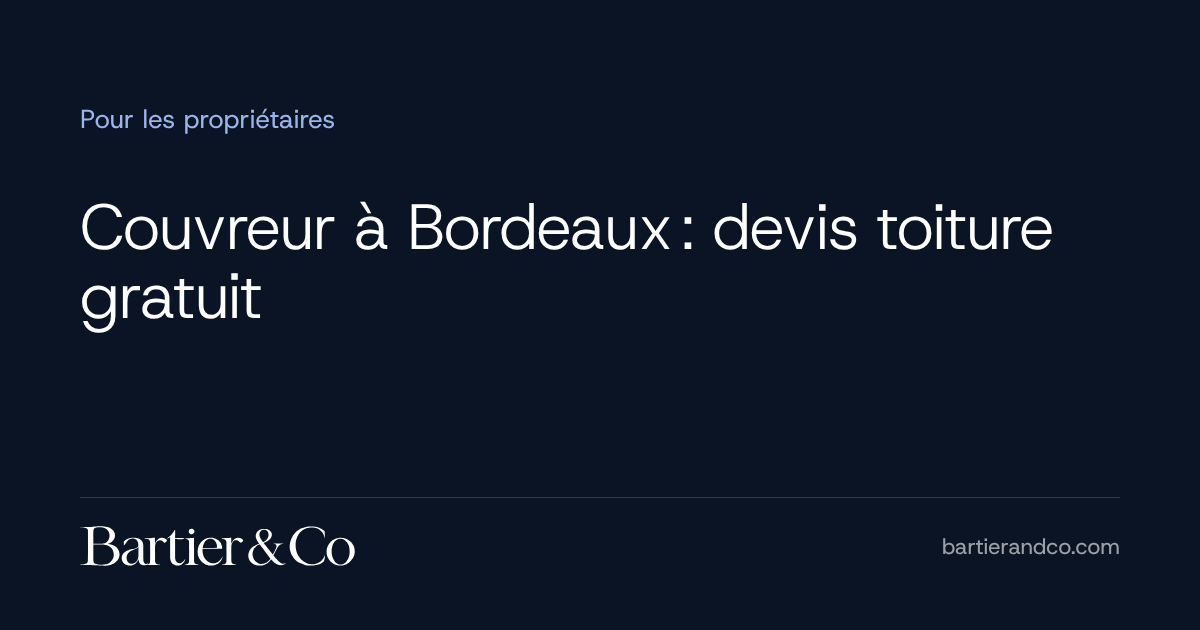 Pour les propriétaires
Couvreur à Bordeaux : devis toiture
gratuit
Bartier & Co
bartierandco.com